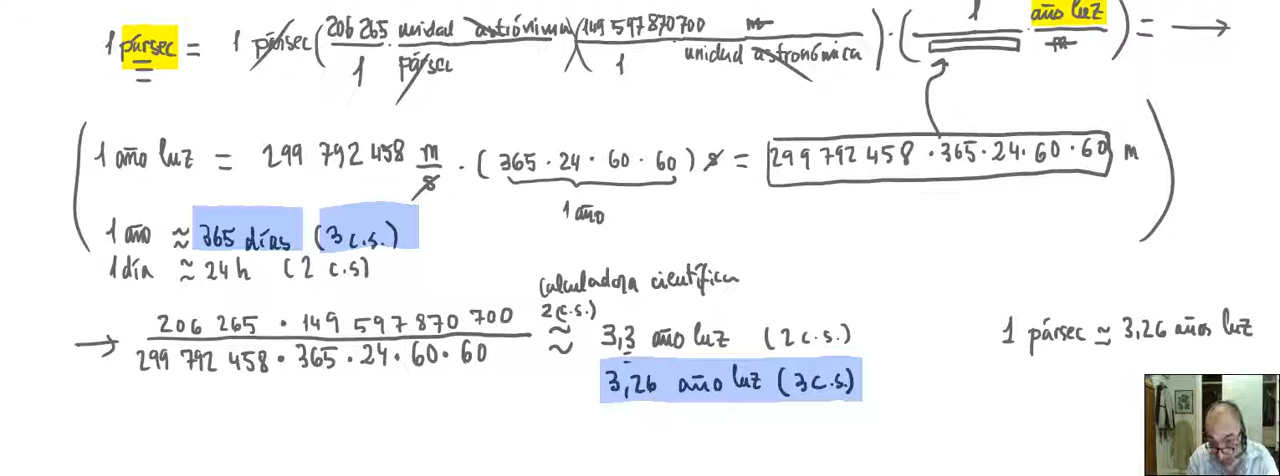 1 pársec = 1 pársec (206 265 unidad astrónima / 1 pársec)(149 597 870 700 m / 1 unidad astronómica) · (1 año luz / m) = →
1 año luz = 299 792 458 m/s · (365 · 24 · 60 · 60) s = 299 792 458 · 365 · 24 · 60 · 60 m
1 año
1 año ≈ 365 días (3 c.s.)
1 día ≈ 24 h (2 c.s)
calculadora científica
→ 206 265 · 149 597 870 700 / 299 792 458 · 365 · 24 · 60 · 60 ≈ 2 c.s.) 3,3 año luz (2 c.s.)
1 pársec ≃ 3,26 años luz
3,26 año luz (3 c.s.)